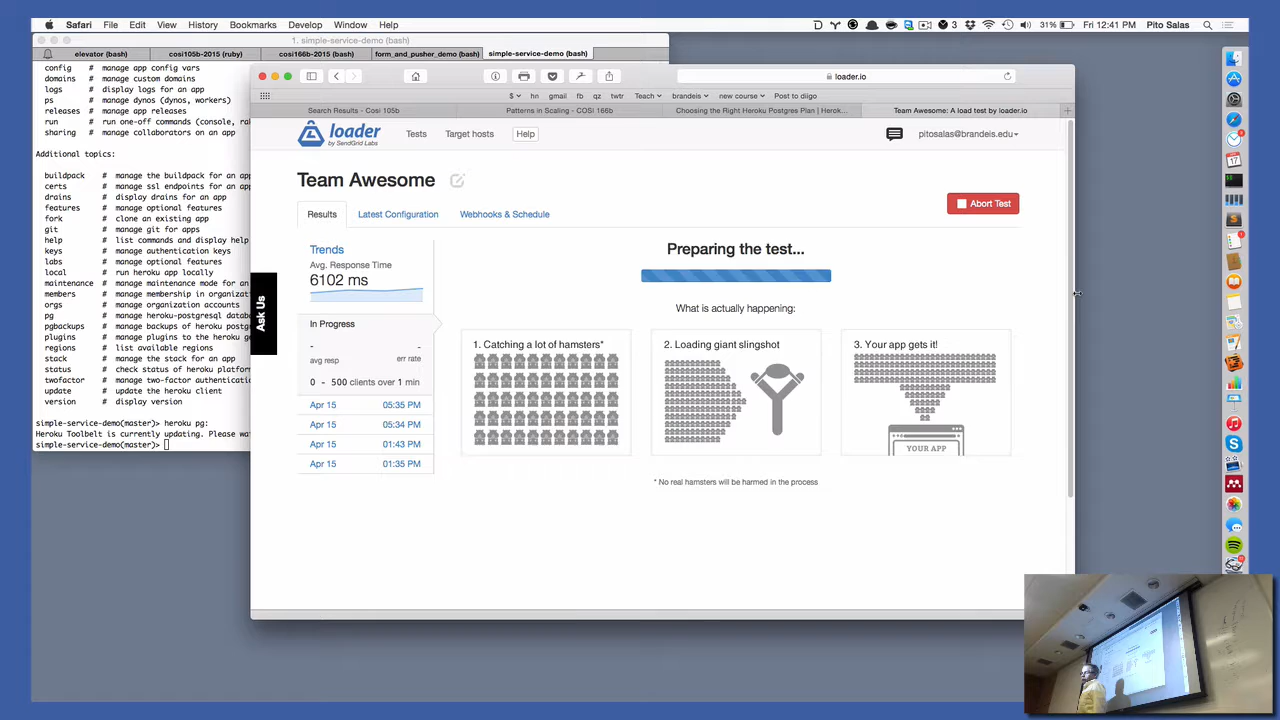 Safari File Edit View History Bookmarks Develop Window Help
3 31% Fri 12:41 PM Pito Salas
1. simple-service-demo (bash)
elevator (bash) cosi105b-2015 (ruby) cosi166b-2015 (bash) form_and_pusher_demo (bash) simple-service-demo (bash)
config # manage app config vars
domains # manage custom domains
logs # display logs for an app
ps # manage dynos (dynos, workers)
releases # manage app releases
run # run one-off commands (console, ra
sharing # manage collaborators on an app
Additional topics:
buildpack # manage the buildpack for an ap
certs # manage ssl endpoints for an ap
drains # display drains for an app
features # manage optional features
fork # clone an existing app
git # manage git for apps
help # list commands and display help
keys # manage authentication keys
labs # manage optional features
local # run heroku app locally
maintenance # manage maintenance mode for an
members # manage membership in organizat
orgs # manage organization accounts
pg # manage heroku-postgresql datab
pgbackups # manage backups of heroku postg
plugins # manage plugins to the heroku g
regions # list available regions
stack # manage the stack for an app
status # check status of heroku platfor
twofactor # manage two-factor authenticati
update # update the heroku client
version # display version
simple-service-demo(master)> heroku pg:
Heroku Toolbelt is currently updating. Please wa
simple-service-demo(master)>
loader.io
$ hn gmail fb qz twtr Teach brandeis new course Post to diigo
Search Results - Cosi 105b Patterns in Scaling - COSI 166b Choosing the Right Heroku Postgres Plan | Herok... Team Awesome: A load test by loader.io
loader
by SendGrid Labs
Tests Target hosts Help pitosalas@brandeis.edu
Team Awesome
Abort Test
Results Latest Configuration Webhooks & Schedule
Trends
Avg. Response Time
6102 ms
In Progress
- -
avg resp err rate
0 - 500 clients over 1 min
Apr 15 05:35 PM
Apr 15 05:34 PM
Apr 15 01:43 PM
Apr 15 01:35 PM
Ask Us
Preparing the test...
What is actually happening:
1. Catching a lot of hamsters*
2. Loading giant slingshot
3. Your app gets it!
YOUR APP
* No real hamsters will be harmed in the process
17